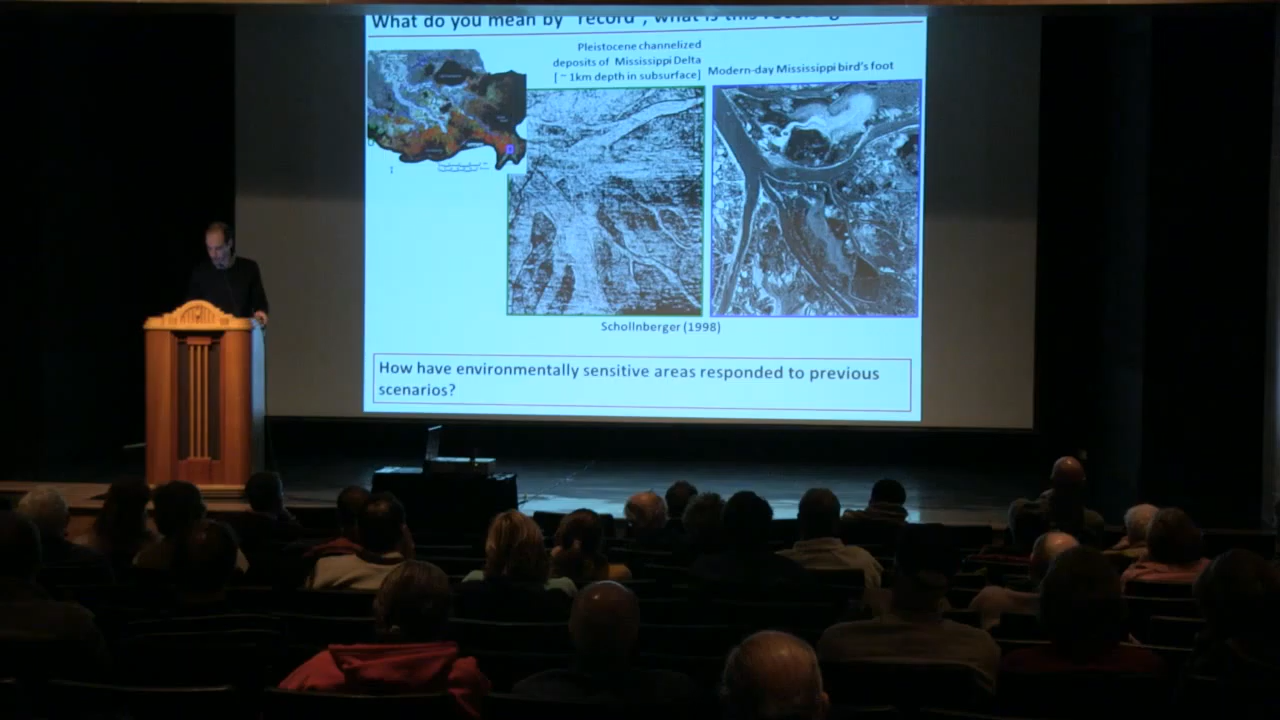 What do you mean by "record", what is this recording
Pleistocene channelized
deposits of Mississippi Delta
[ ~ 1km depth in subsurface]
Modern-day Mississippi bird's foot
Schollnberger (1998)
How have environmentally sensitive areas responded to previous
scenarios?